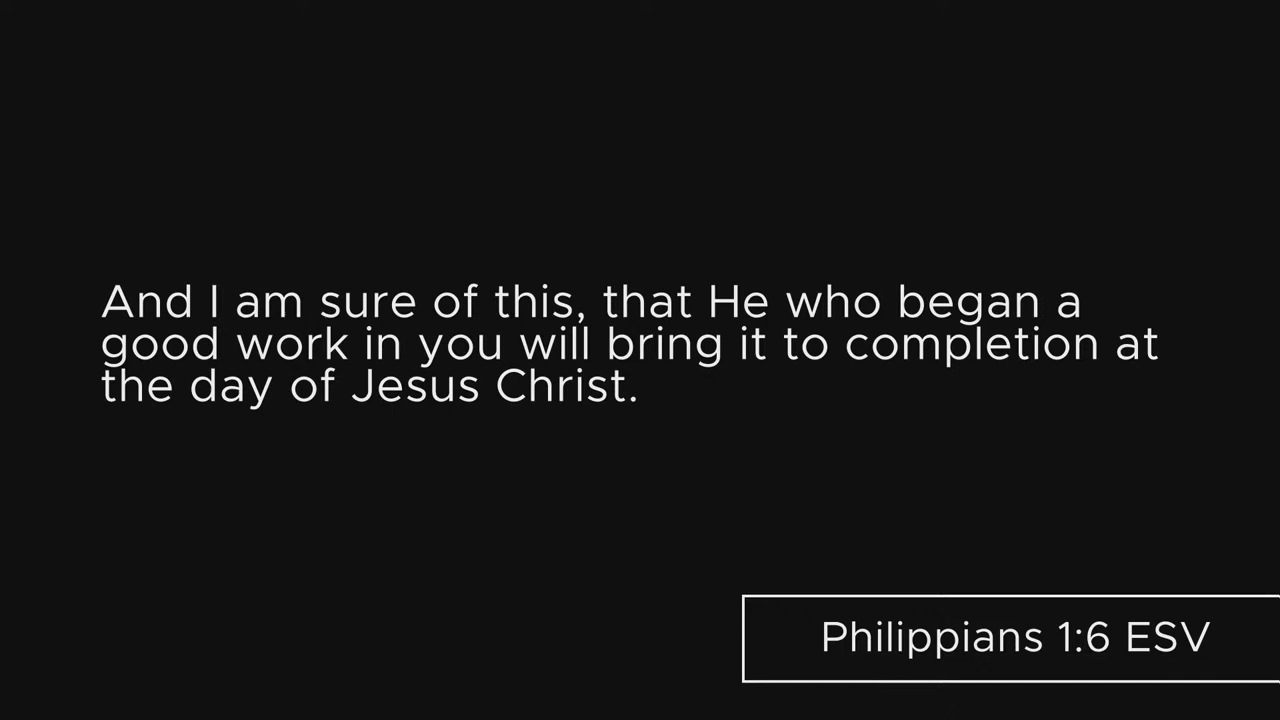 And I am sure of this, that He who began a
good work in you will bring it to completion at
the day of Jesus Christ.
Philippians 1:6 ESV